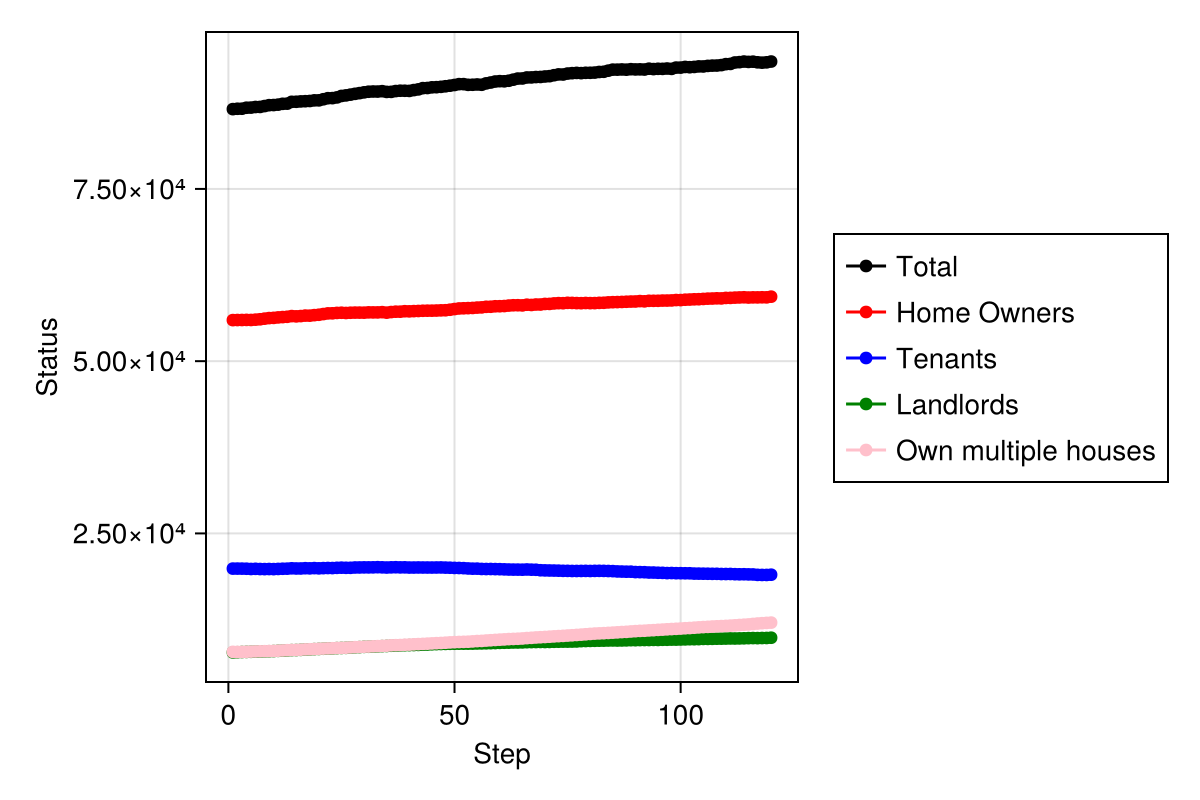 7.50×10⁴
5.00×10⁴
2.50×10⁴
Status
0 50 100
Step
Total
Home Owners
Tenants
Landlords
Own multiple houses